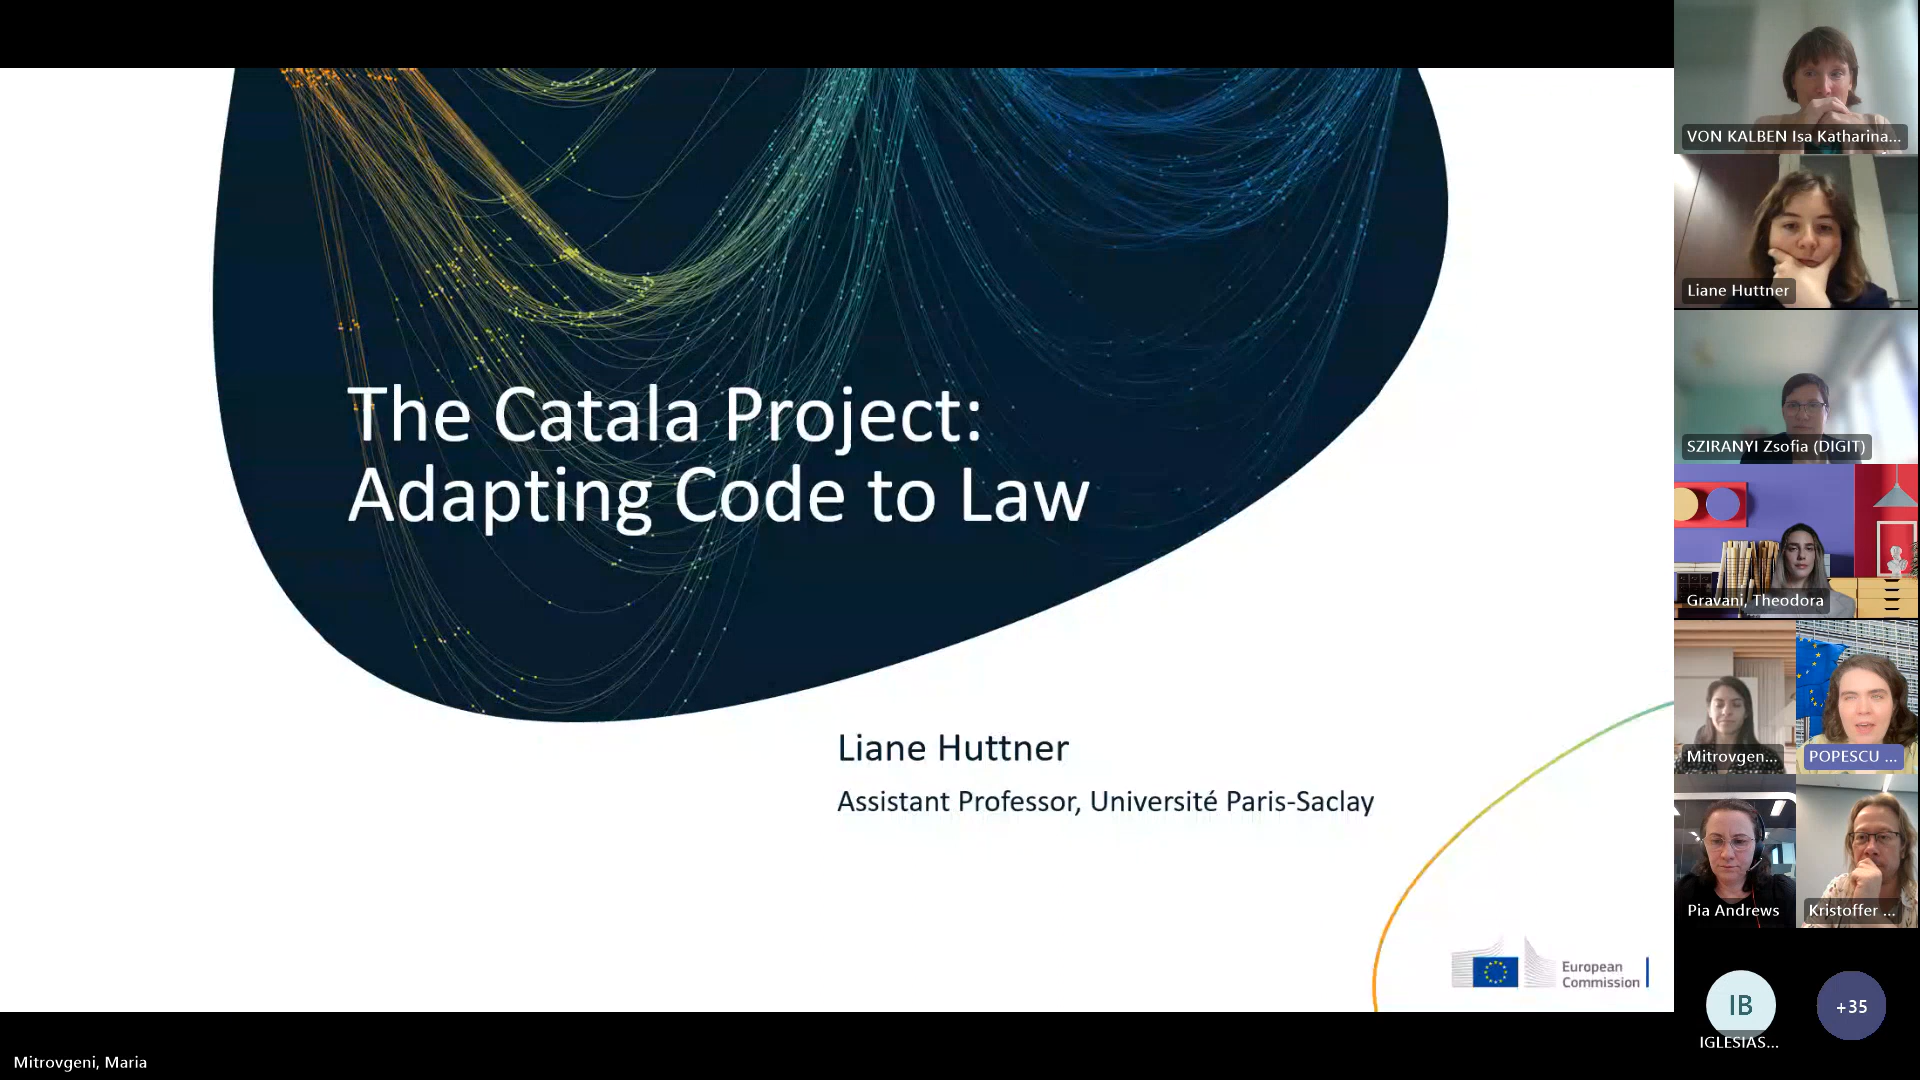 The Catala Project:
Adapting Code to Law
Liane Huttner
Assistant Professor, Université Paris-Saclay
European
Commission
Mitrovgeni, Maria
VON KALBEN Isa Katharina...
Liane Huttner
SZIRANYI Zsofia (DIGIT)
Gravani, Theodora
Mitrovgen...
POPESCU ...
Pia Andrews
Kristoffer ...
IB
IGLESIAS...
+35